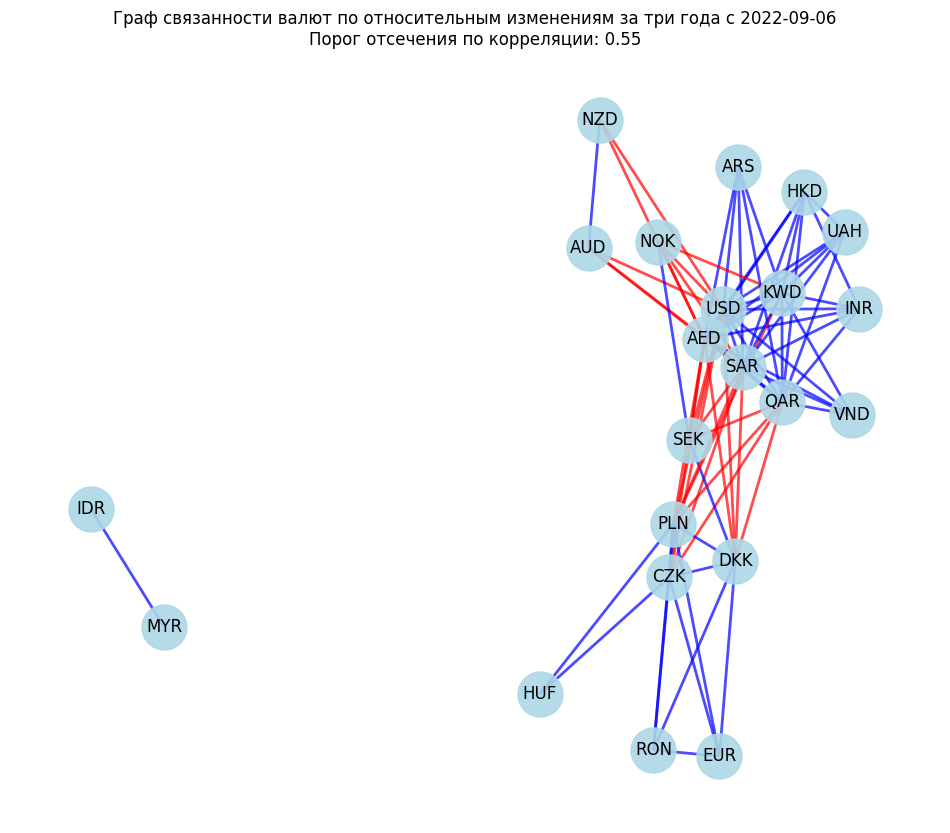 Граф связанности валют по относительным изменениям за три года с 2022-09-06
Порог отсечения по корреляции: 0.55
NZD
ARS
HKD
UAH
NOK
AUD
KWD
USD
INR
AED
SAR
QAR
VND
SEK
IDR
PLN
DKK
CZK
MYR
HUF
RON
EUR